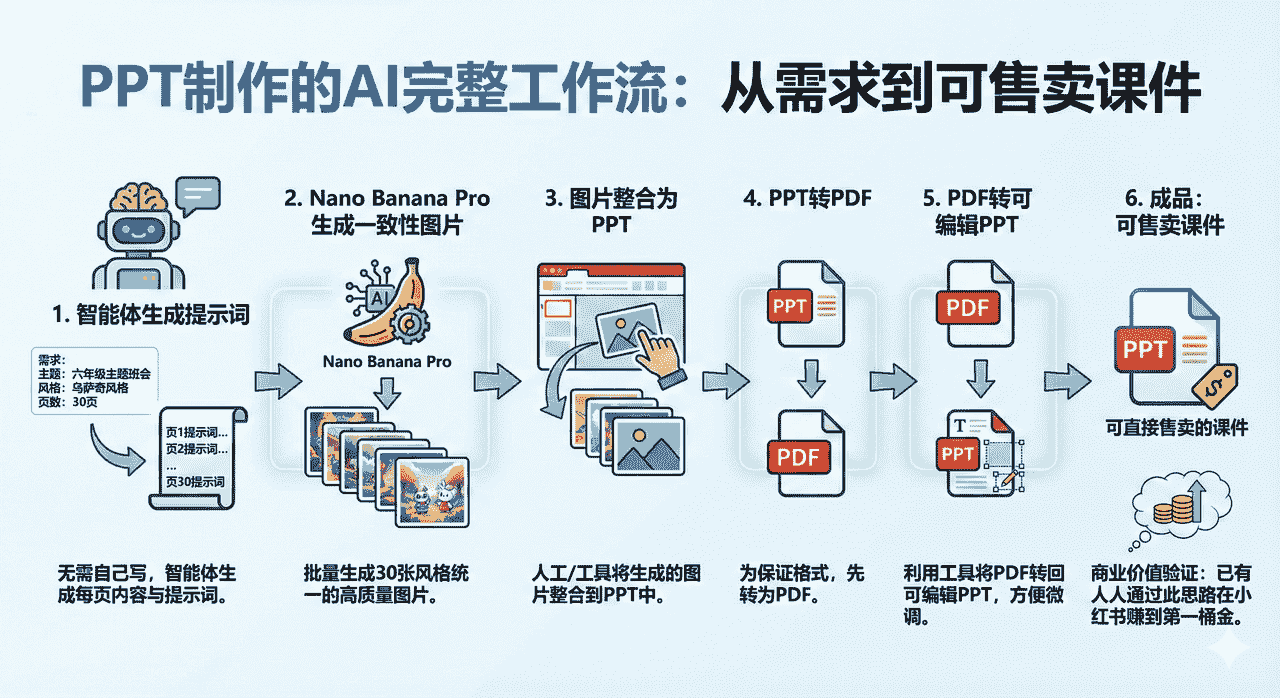 PPT制作的AI完整工作流：从需求到可售卖课件
1. 智能体生成提示词
需求：
主题：六年级主题班会
风格：乌萨奇风格
页数：30页
页1提示词...
页2提示词...
...
页30提示词
无需自己写，智能体生
成每页内容与提示词。
2. Nano Banana Pro
生成一致性图片
AI
Nano Banana Pro
批量生成30张风格统
一的高质量图片。
3. 图片整合为
PPT
人工/工具将生成的图
片整合到PPT中。
4. PPT转PDF
PPT
PDF
为保证格式，先
转为PDF。
5. PDF转可
编辑PPT
PDF
T
PPT
利用工具将PDF转回
可编辑PPT，方便微
调。
6. 成品：
可售卖课件
PPT
$
可直接售卖的课件
商业价值验证：已有
人人通过此思路在小
红书赚到第一桶金。